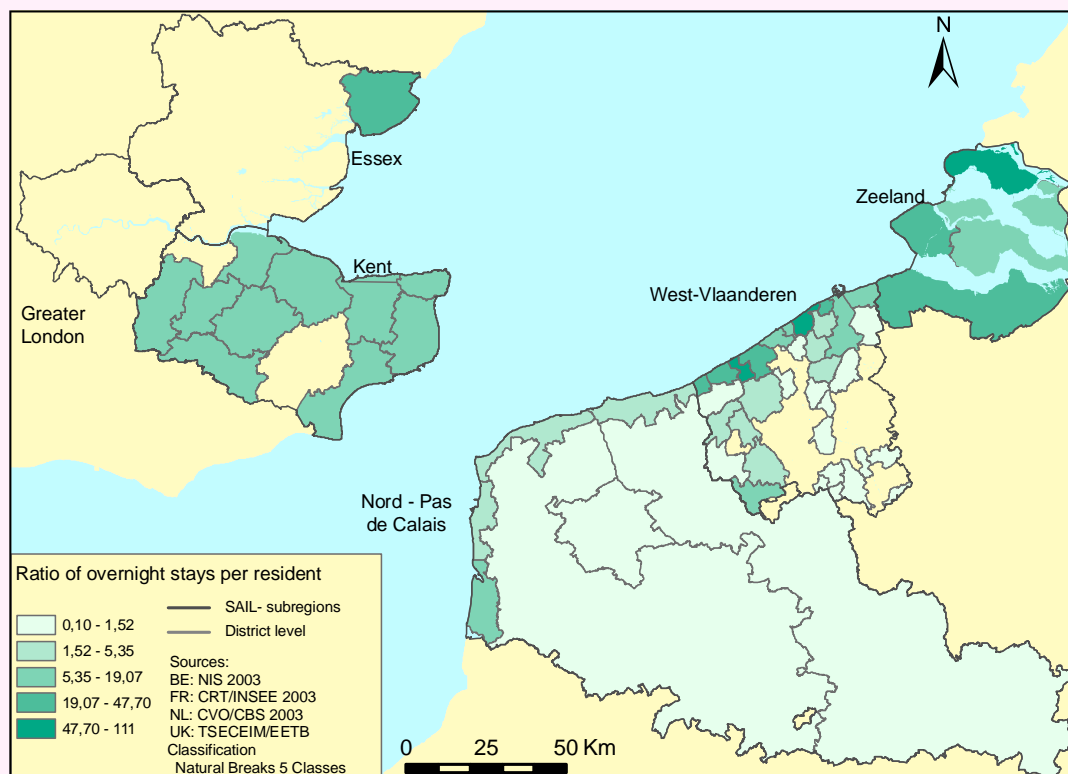 N
Essex
Zeeland
Kent
West-Vlaanderen
Greater
London
Nord - Pas
de Calais
Ratio of overnight stays per resident
0,10 - 1,52
1,52 - 5,35
5,35 - 19,07
19,07 - 47,70
47,70 - 111
SAIL- subregions
District level
Sources:
BE: NIS 2003
FR: CRT/INSEE 2003
NL: CVO/CBS 2003
UK: TSECEIM/EETB
Classification
Natural Breaks 5 Classes
0 25 50 Km